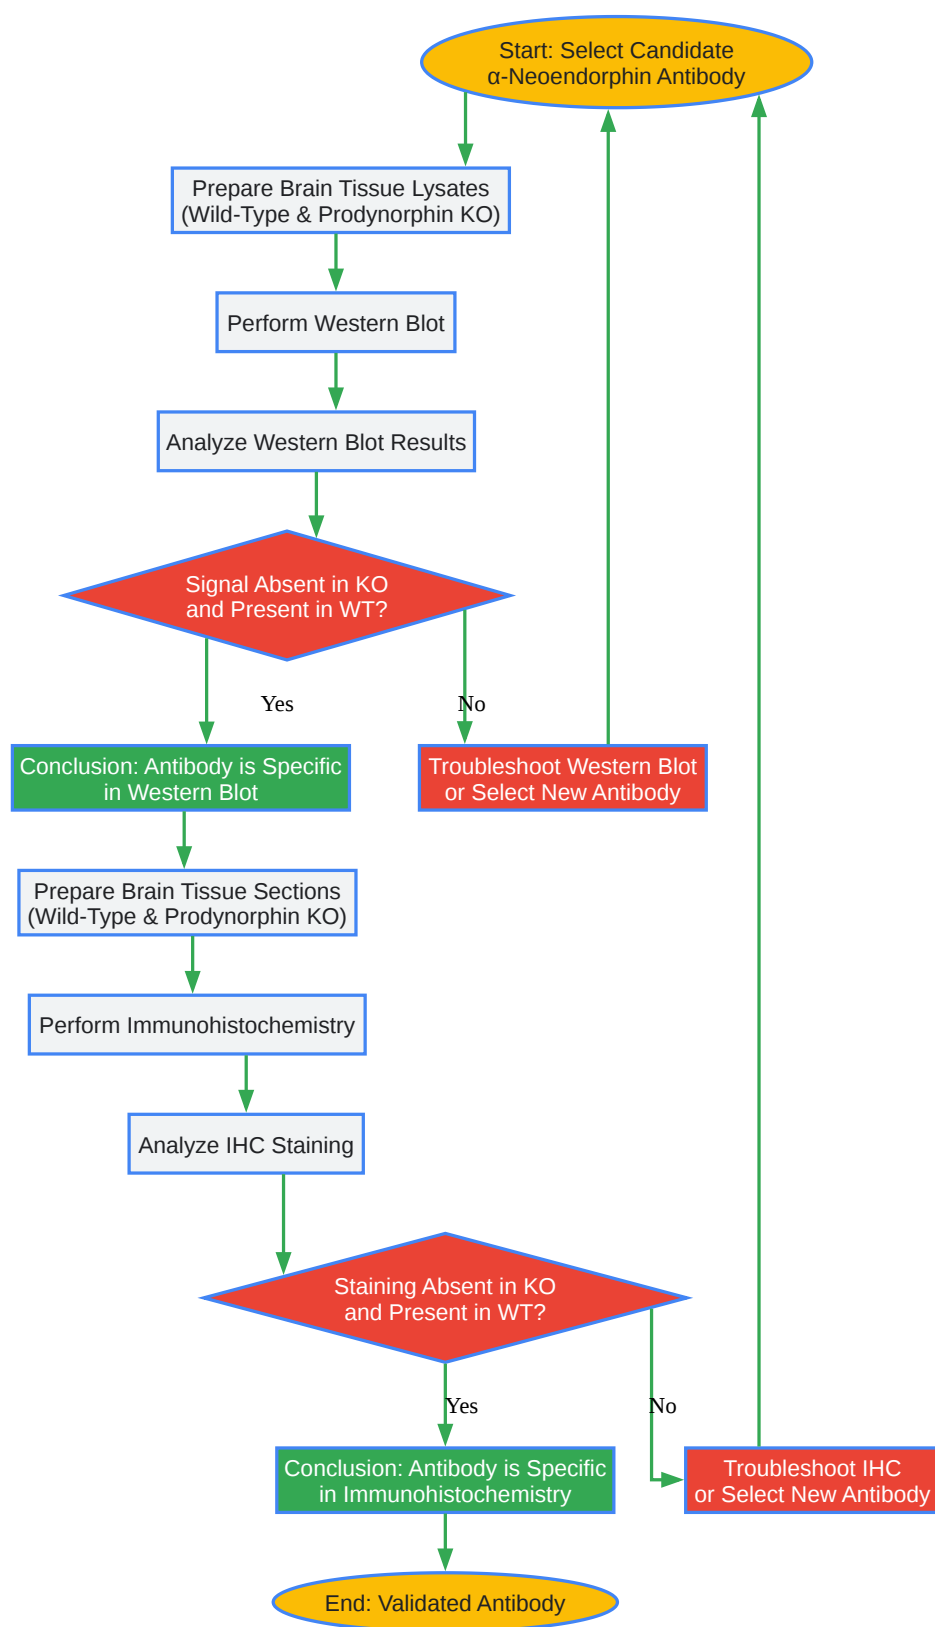 Start: Select Candidate
α-Neoendorphin Antibody
Prepare Brain Tissue Lysates
(Wild-Type & Prodynorphin KO)
Perform Western Blot
Analyze Western Blot Results
Signal Absent in KO
and Present in WT?
Yes
No
Conclusion: Antibody is Specific
in Western Blot
Troubleshoot Western Blot
or Select New Antibody
Prepare Brain Tissue Sections
(Wild-Type & Prodynorphin KO)
Perform Immunohistochemistry
Analyze IHC Staining
Staining Absent in KO
and Present in WT?
Yes
No
Conclusion: Antibody is Specific
in Immunohistochemistry
Troubleshoot IHC
or Select New Antibody
End: Validated Antibody